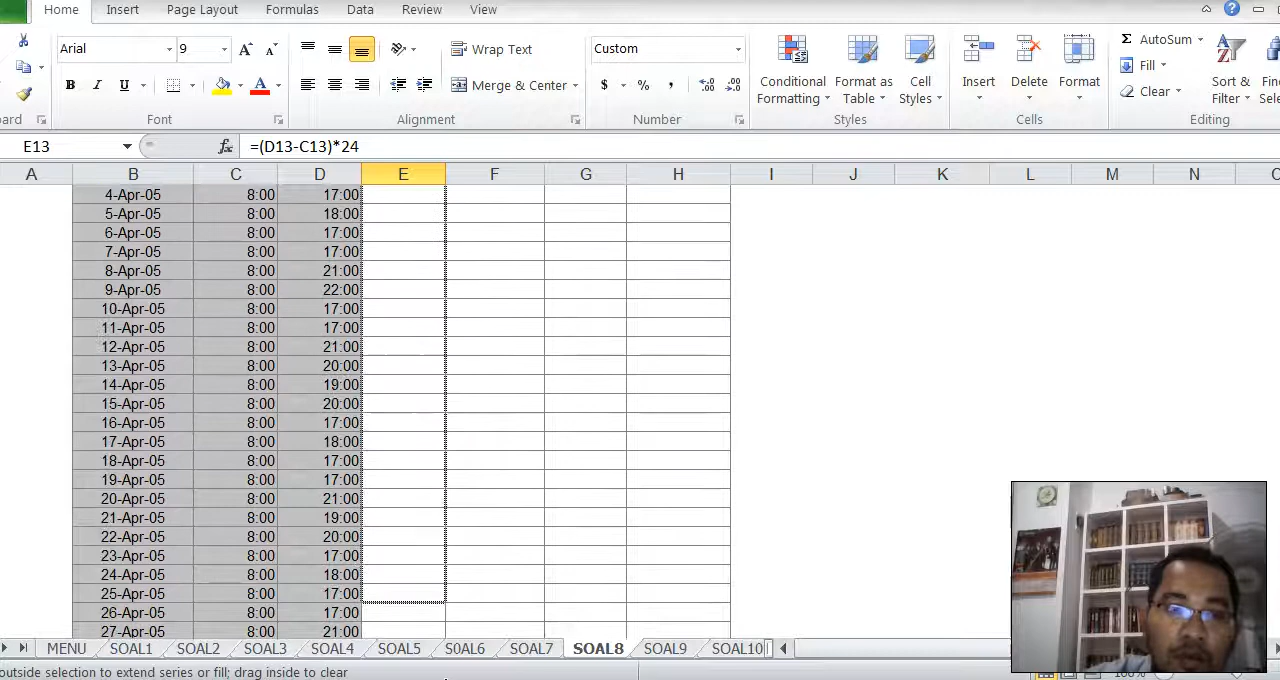 Home Insert Page Layout Formulas Data Review View
Arial 9 A A Wrap Text Custom Σ AutoSum
Fill
B I U A Merge & Center $ % , Conditional Formatting Format as Table Cell Styles Insert Delete Format Clear Sort & Filter
ard Font Alignment Number Styles Cells Editing
E13 fx =(D13-C13)*24
A B C D E F G H I J K L M N
4-Apr-05 8:00 17:00
5-Apr-05 8:00 18:00
6-Apr-05 8:00 17:00
7-Apr-05 8:00 17:00
8-Apr-05 8:00 21:00
9-Apr-05 8:00 22:00
10-Apr-05 8:00 17:00
11-Apr-05 8:00 17:00
12-Apr-05 8:00 21:00
13-Apr-05 8:00 20:00
14-Apr-05 8:00 19:00
15-Apr-05 8:00 20:00
16-Apr-05 8:00 17:00
17-Apr-05 8:00 18:00
18-Apr-05 8:00 17:00
19-Apr-05 8:00 17:00
20-Apr-05 8:00 21:00
21-Apr-05 8:00 19:00
22-Apr-05 8:00 20:00
23-Apr-05 8:00 17:00
24-Apr-05 8:00 18:00
25-Apr-05 8:00 17:00
26-Apr-05 8:00 17:00
27-Apr-05 8:00 21:00
MENU SOAL1 SOAL2 SOAL3 SOAL4 SOAL5 S0AL6 SOAL7 SOAL8 SOAL9 SOAL10
outside selection to extend series or fill; drag inside to clear 100%